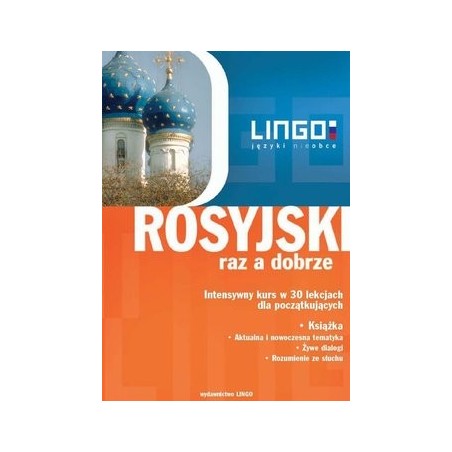 LINGO:
języki nieobce
ROSYJSKI
raz a dobrze
Intensywny kurs w 30 lekcjach
dla początkujących
• Książka
• Aktualna i nowoczesna tematyka
• Żywe dialogi
• Rozumienie ze słuchu
wydawnictwo LINGO